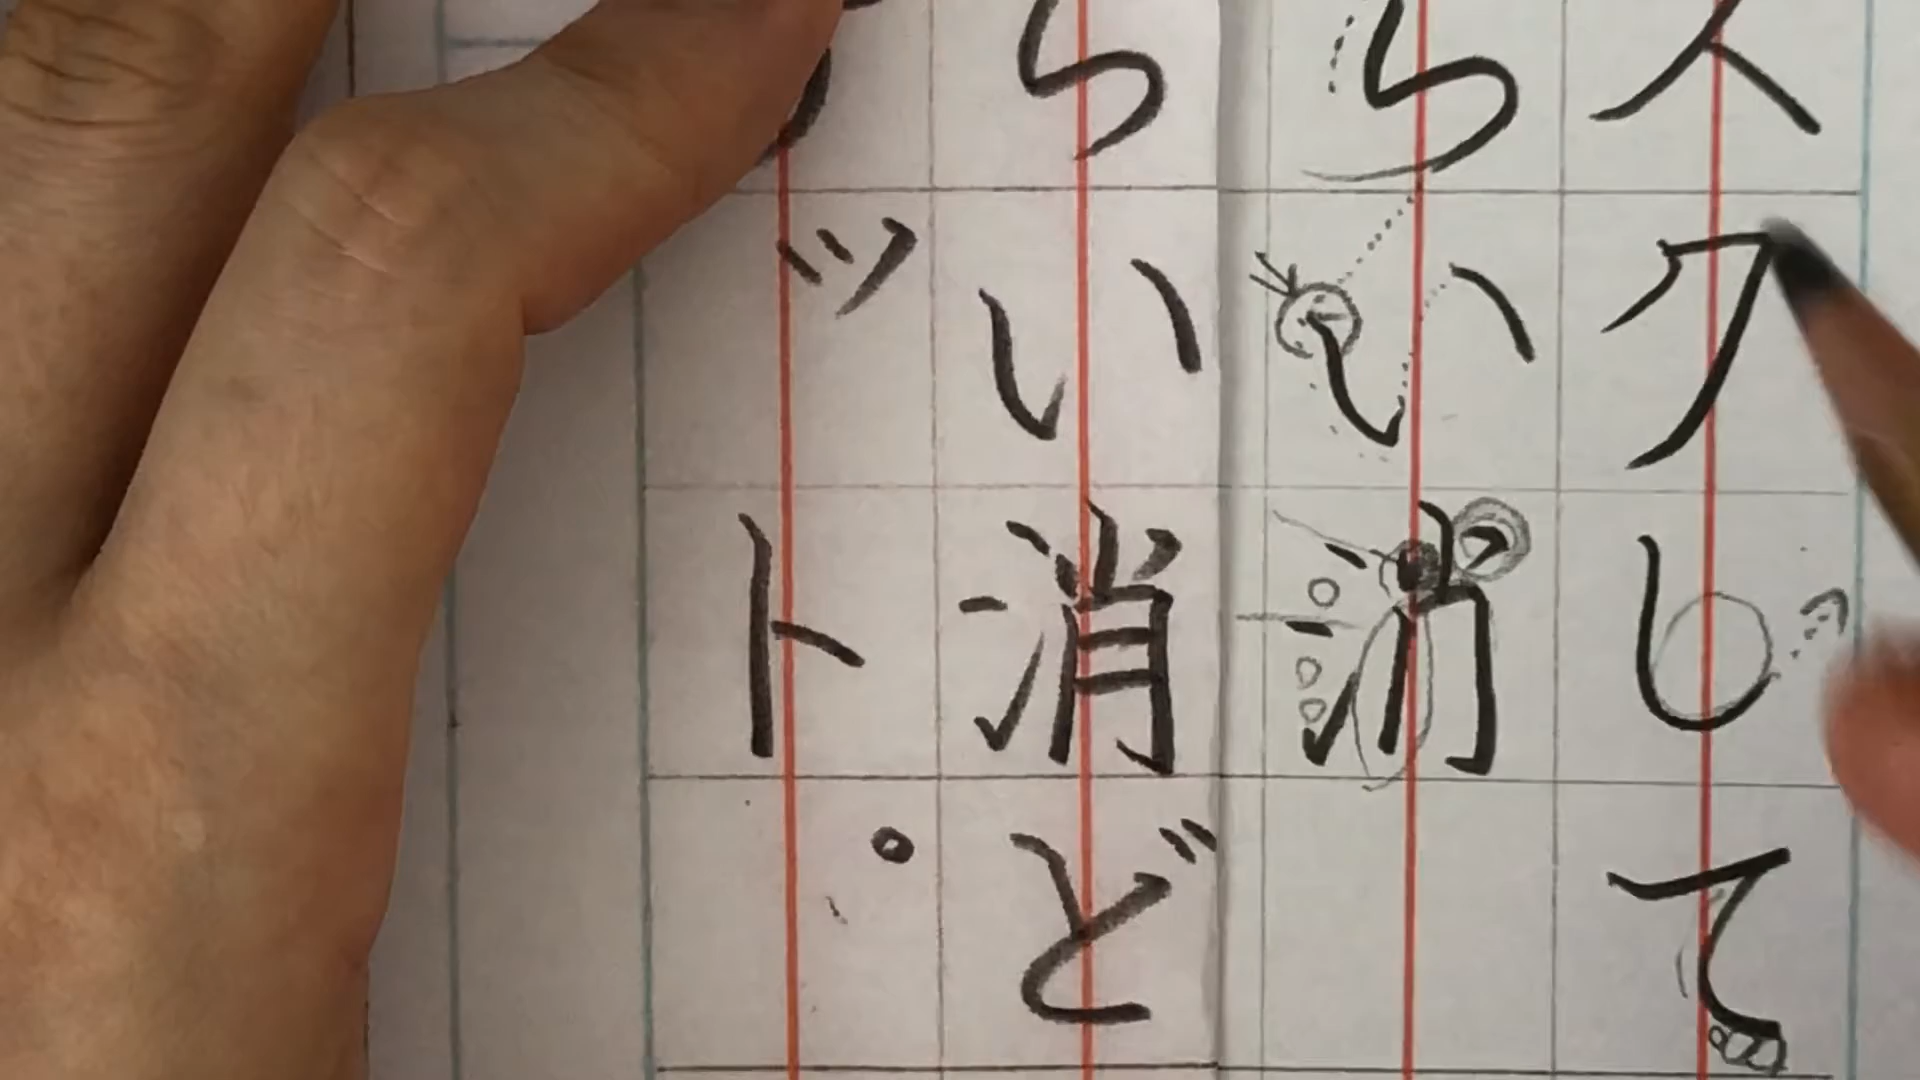 スクして
らい消
らい消ど
ット。